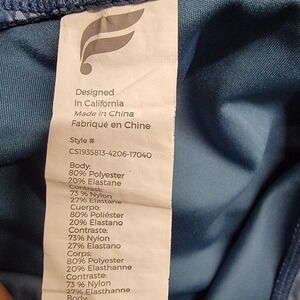 Designed
In California
Made in China
Fabriqué en Chine
Style #
CS1935813-4206-17040
Body:
80% Polyester
20% Elastane
Contrast:
73 % Nylon
27% Elastane
Cuerpo:
80% Poliéster
20% Elastano
Contraste:
73% Nylon
27% Elastano
Corps:
80% Polyester
20% Elasthanne
Contraste:
73% Nylon
27% Elasthanne
Body: